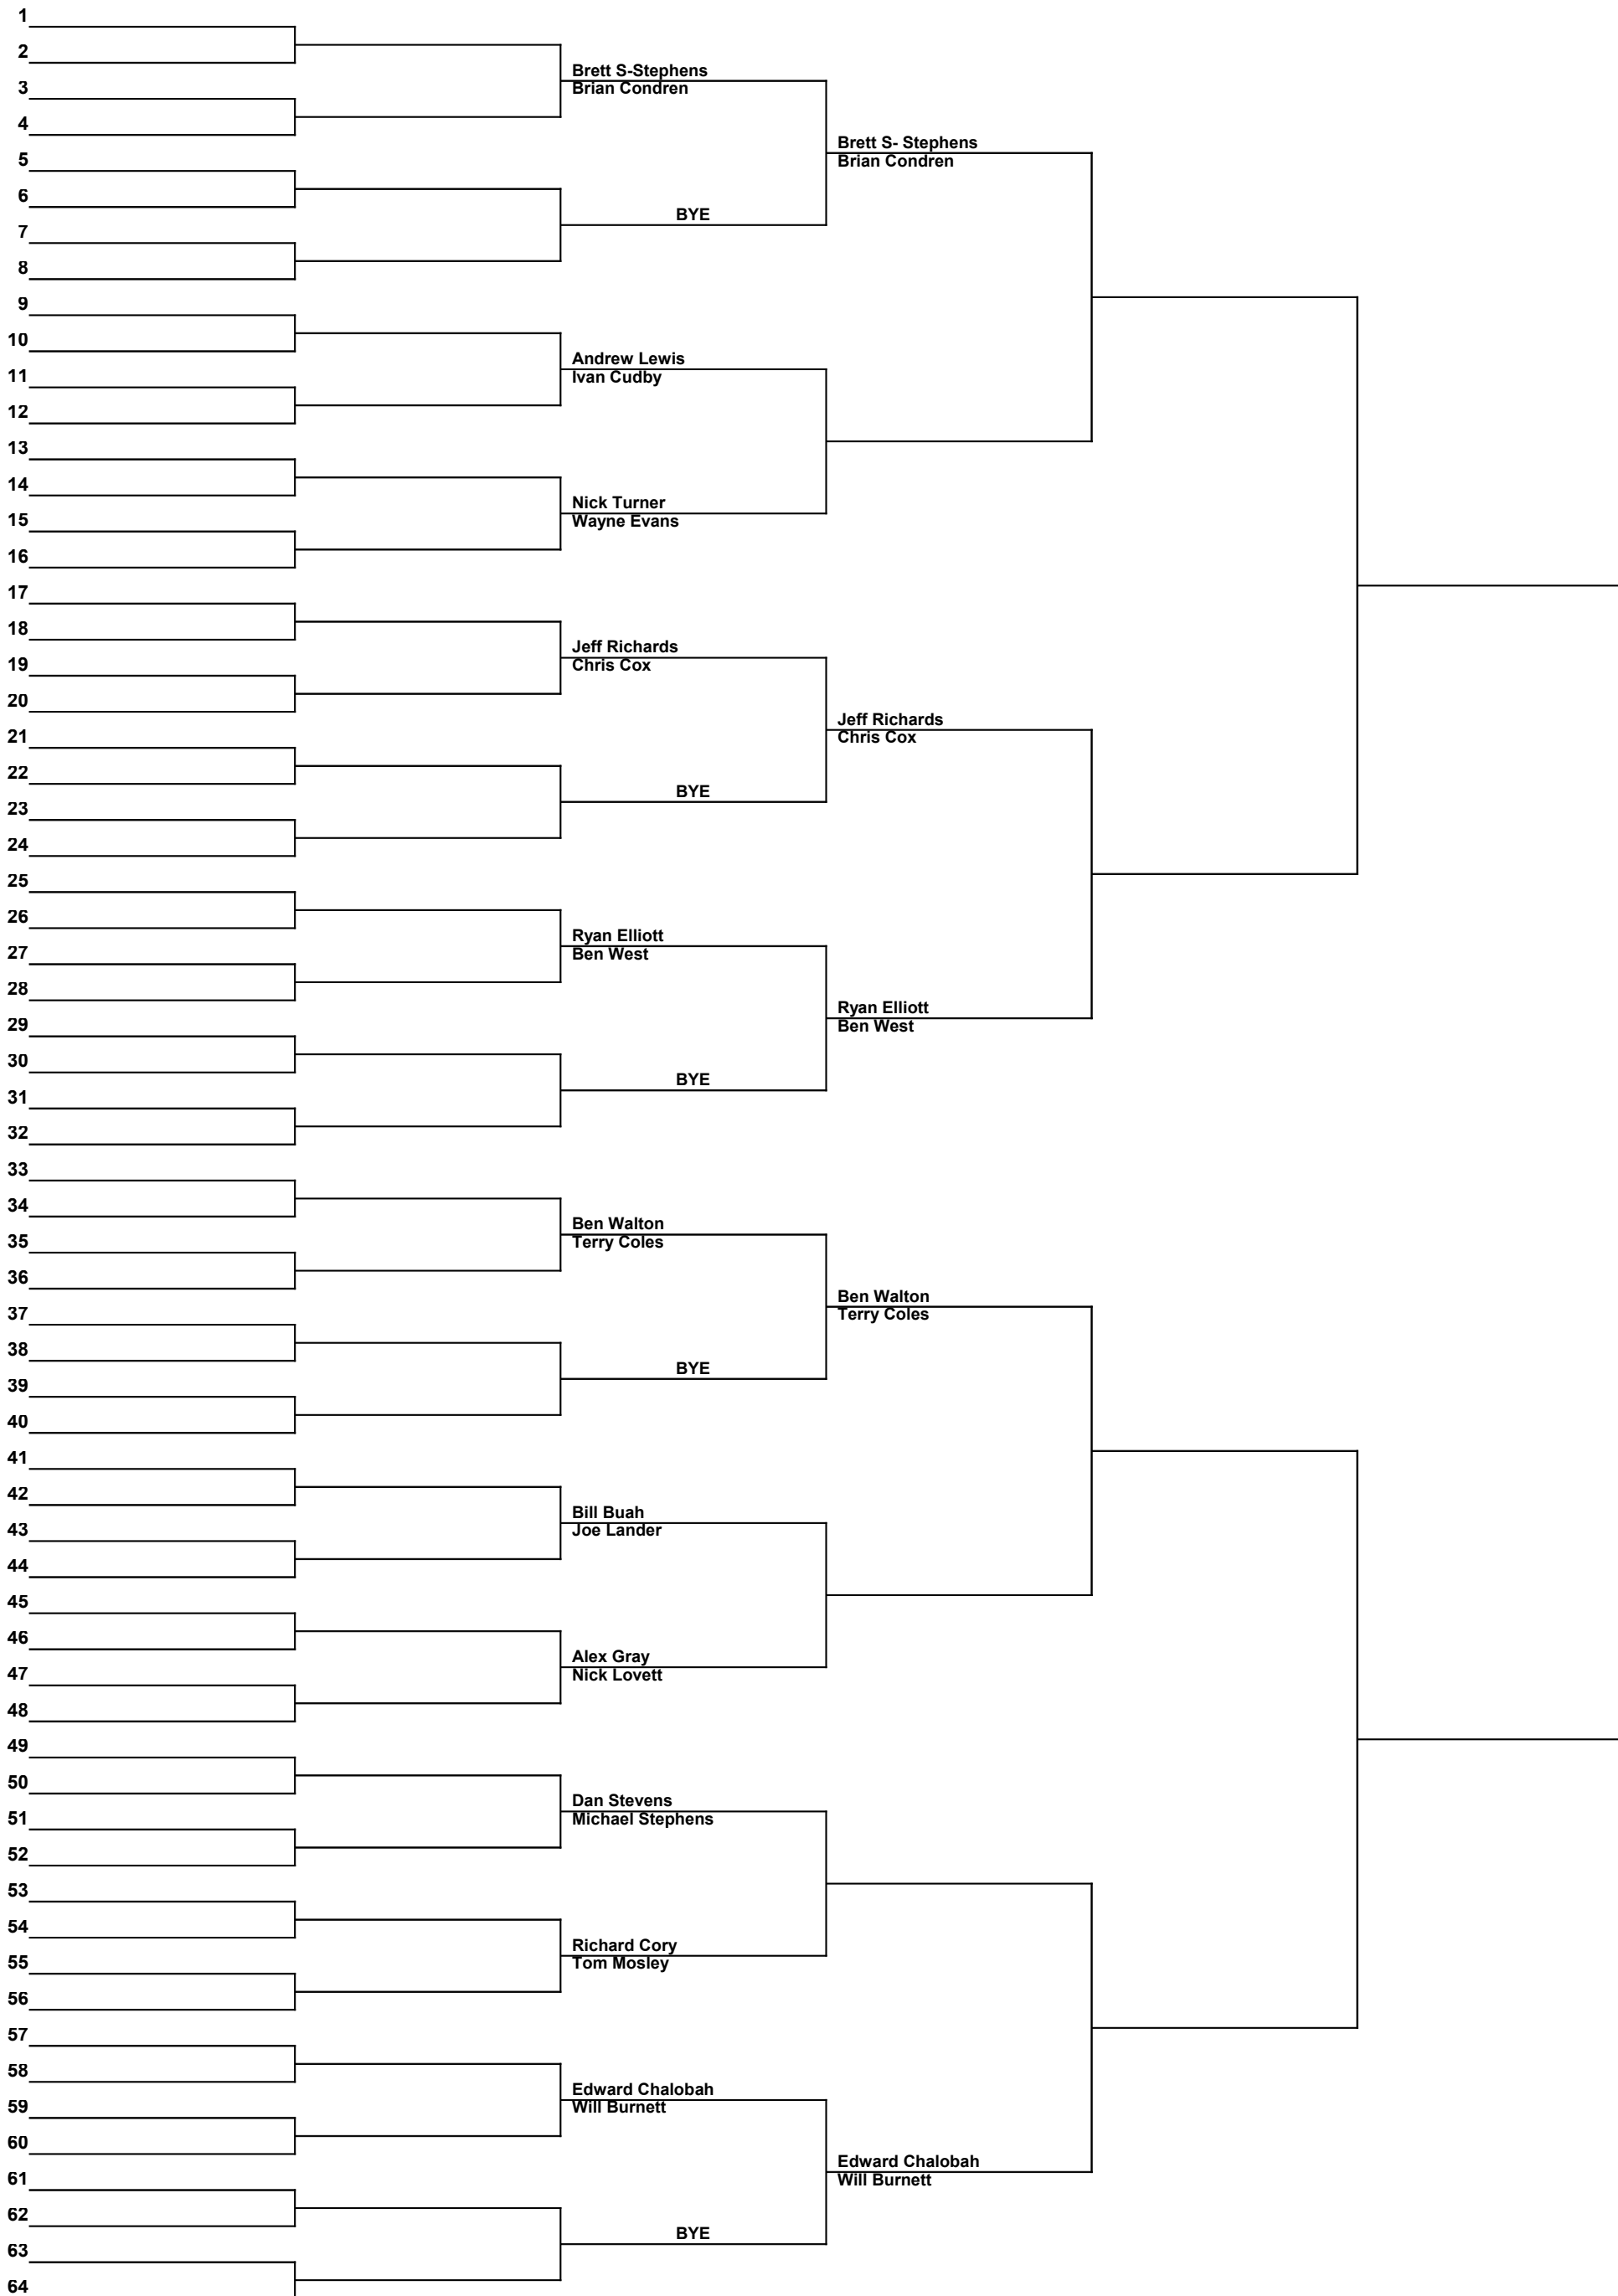 1
2
Brett S-Stephens
3
Brian Condren
4
Brett S- Stephens
5
Brian Condren
6
BYE
7
8
9
10
Andrew Lewis
11
Ivan Cudby
12
13
14
Nick Turner
15
Wayne Evans
16
17
18
Jeff Richards
19
Chris Cox
20
Jeff Richards
21
Chris Cox
22
BYE
23
24
25
26
Ryan Elliott
27
Ben West
28
Ryan Elliott
29
Ben West
30
BYE
31
32
33
34
Ben Walton
35
Terry Coles
36
Ben Walton
37
Terry Coles
38
BYE
39
40
41
42
Bill Buah
43
Joe Lander
44
45
46
Alex Gray
47
Nick Lovett
48
49
50
Dan Stevens
51
Michael Stephens
52
53
54
Richard Cory
55
Tom Mosley
56
57
58
Edward Chalobah
59
Will Burnett
60
Edward Chalobah
61
Will Burnett
62
BYE
63
64